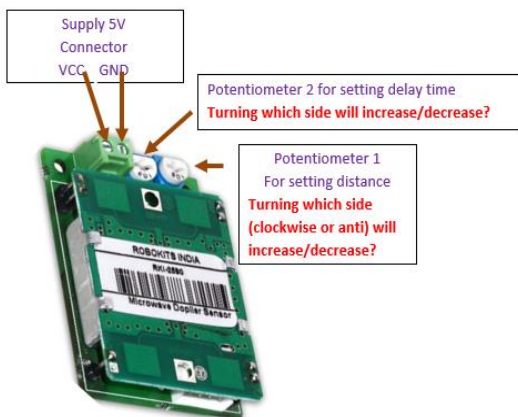 Supply 5V
Connector
VCC GND
Potentiometer 2 for setting delay time
Turning which side will increase/decrease?
Potentiometer 1
For setting distance
Turning which side
(clockwise or anti) will
increase/decrease?
ROBOKITS INDIA
Microwave Doppler Sensor